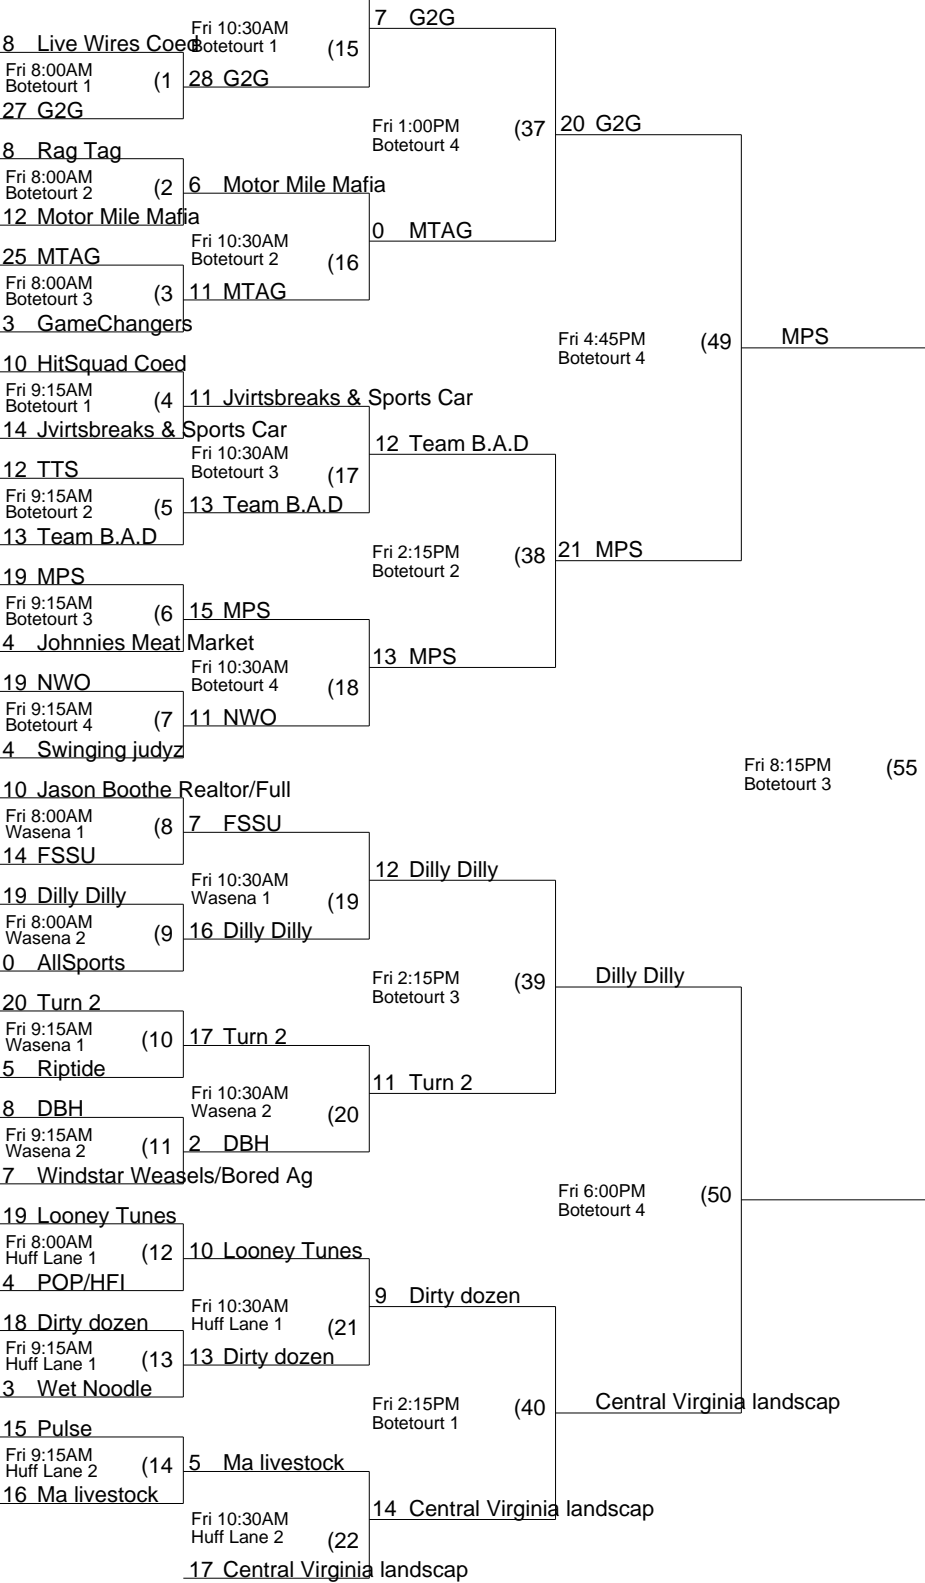 7 G2G
Fri 10:30AM
8 Live Wires Coed
Botetourt 1
(15
Fri 8:00AM
Botetourt 1
(1
28 G2G
27 G2G
Fri 1:00PM
Botetourt 4
(37
20 G2G
8 Rag Tag
Fri 8:00AM
Botetourt 2
(2
6 Motor Mile Mafia
12 Motor Mile Mafia
0 MTAG
Fri 10:30AM
Botetourt 2
(16
25 MTAG
Fri 8:00AM
Botetourt 3
(3
11 MTAG
3 GameChangers
Fri 4:45PM
Botetourt 4
(49
MPS
10 HitSquad Coed
Fri 9:15AM
Botetourt 1
(4
11 Jvirtsbreaks & Sports Car
14 Jvirtsbreaks & Sports Car
12 Team B.A.D
Fri 10:30AM
Botetourt 3
(17
12 TTS
Fri 9:15AM
Botetourt 2
(5
13 Team B.A.D
13 Team B.A.D
Fri 2:15PM
Botetourt 2
(38
21 MPS
19 MPS
Fri 9:15AM
Botetourt 3
(6
15 MPS
4 Johnnies Meat Market
13 MPS
Fri 10:30AM
Botetourt 4
(18
19 NWO
Fri 9:15AM
Botetourt 4
(7
11 NWO
4 Swinging judyz
Fri 8:15PM
Botetourt 3
(55
10 Jason Boothe Realtor/Full
Fri 8:00AM
Wasena 1
(8
7 FSSU
14 FSSU
12 Dilly Dilly
Fri 10:30AM
Wasena 1
(19
19 Dilly Dilly
Fri 8:00AM
Wasena 2
(9
16 Dilly Dilly
0 AllSports
Fri 2:15PM
Botetourt 3
(39
Dilly Dilly
20 Turn 2
Fri 9:15AM
Wasena 1
(10
17 Turn 2
5 Riptide
11 Turn 2
Fri 10:30AM
Wasena 2
(20
8 DBH
Fri 9:15AM
Wasena 2
(11
2 DBH
7 Windstar Weasels/Bored Ag
Fri 6:00PM
Botetourt 4
(50
19 Looney Tunes
Fri 8:00AM
Huff Lane 1
(12
10 Looney Tunes
4 POP/HFI
9 Dirty dozen
Fri 10:30AM
Huff Lane 1
(21
18 Dirty dozen
Fri 9:15AM
Huff Lane 1
(13
13 Dirty dozen
3 Wet Noodle
Fri 2:15PM
Botetourt 1
(40
Central Virginia landscap
15 Pulse
Fri 9:15AM
Huff Lane 2
(14
5 Ma livestock
16 Ma livestock
14 Central Virginia landscap
Fri 10:30AM
Huff Lane 2
(22
17 Central Virginia landscap